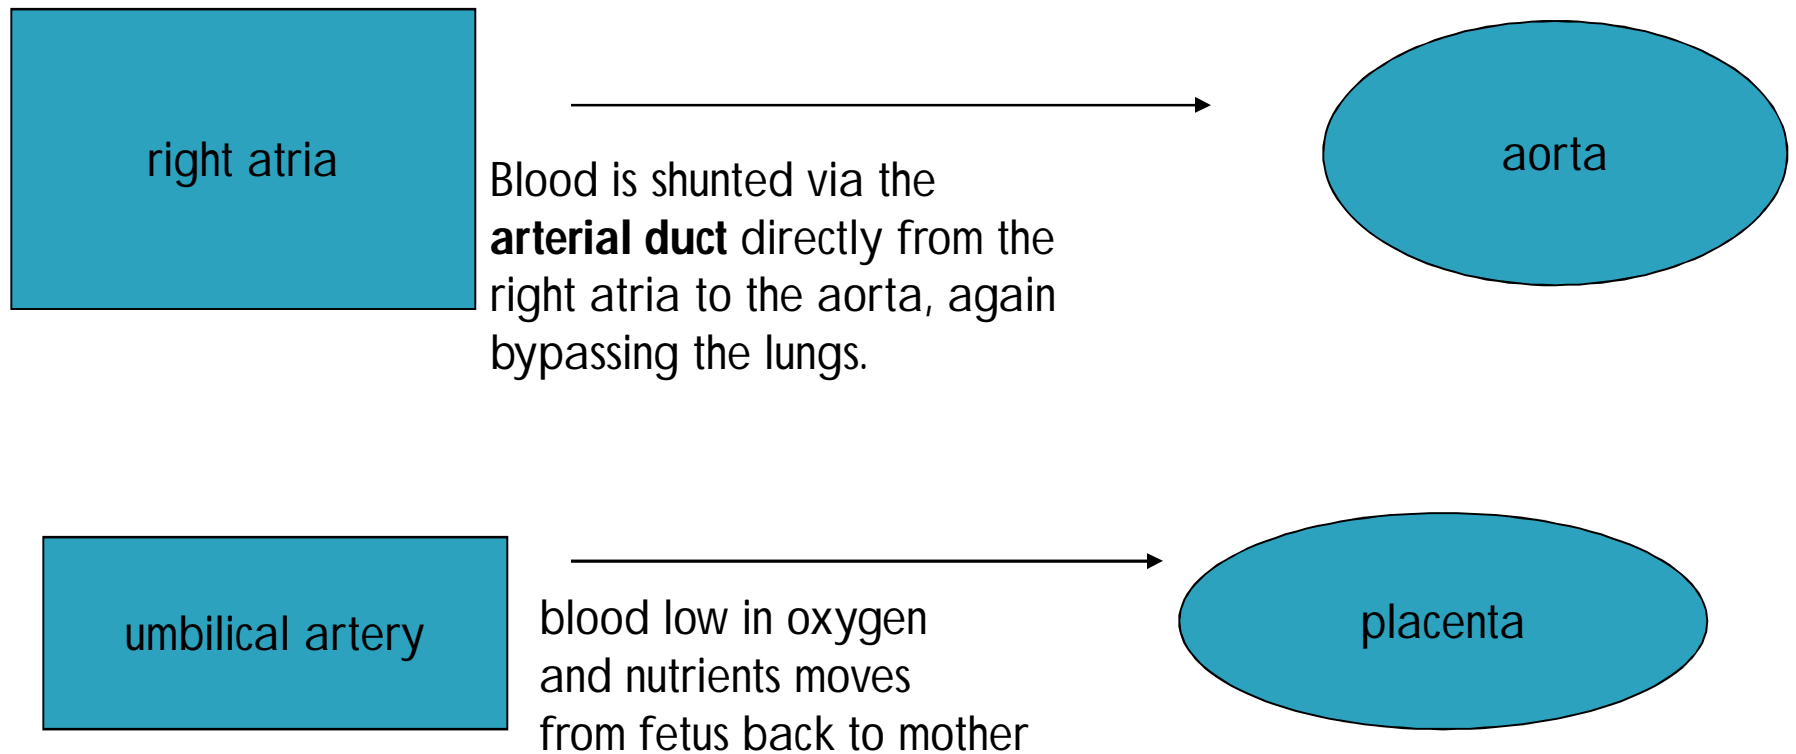 right atria
aorta
Blood is shunted via the
arterial duct directly from the
right atria to the aorta, again
bypassing the lungs.
umbilical artery
placenta
blood low in oxygen
and nutrients moves
from fetus back to mother